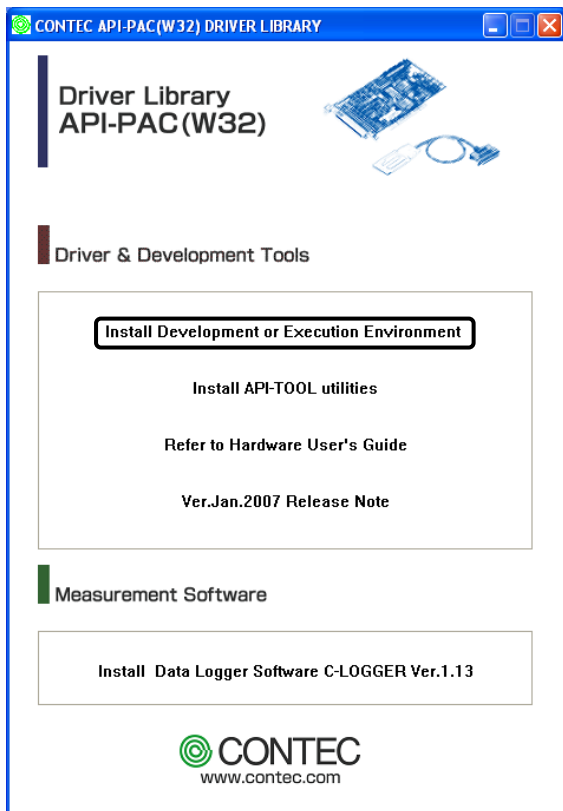 CONTEC API-PAC(W32) DRIVER LIBRARY
Driver Library
API-PAC(W32)
Driver & Development Tools
Install Development or Execution Environment
Install API-TOOL utilities
Refer to Hardware User's Guide
Ver.Jan.2007 Release Note
Measurement Software
Install Data Logger Software C-LOGGER Ver.1.13
CONTEC
www.contec.com